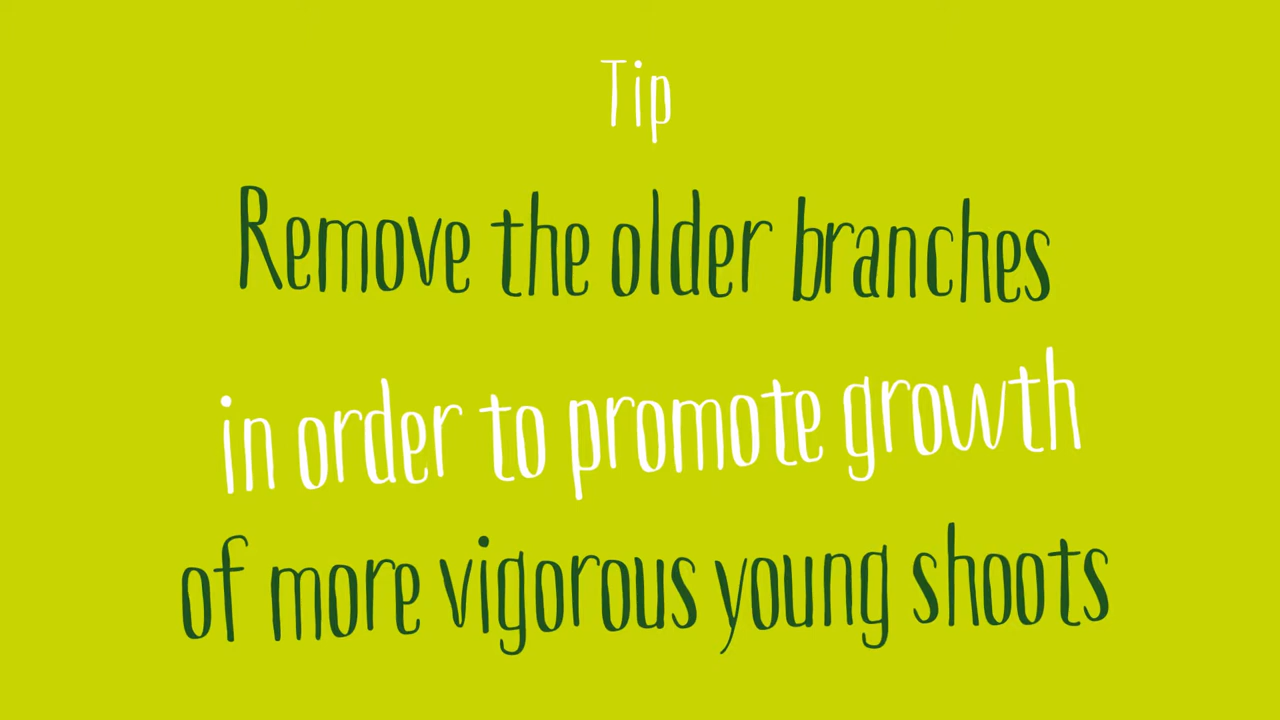 Tip
Remove the older branches
in order to promote growth
of more vigorous young shoots